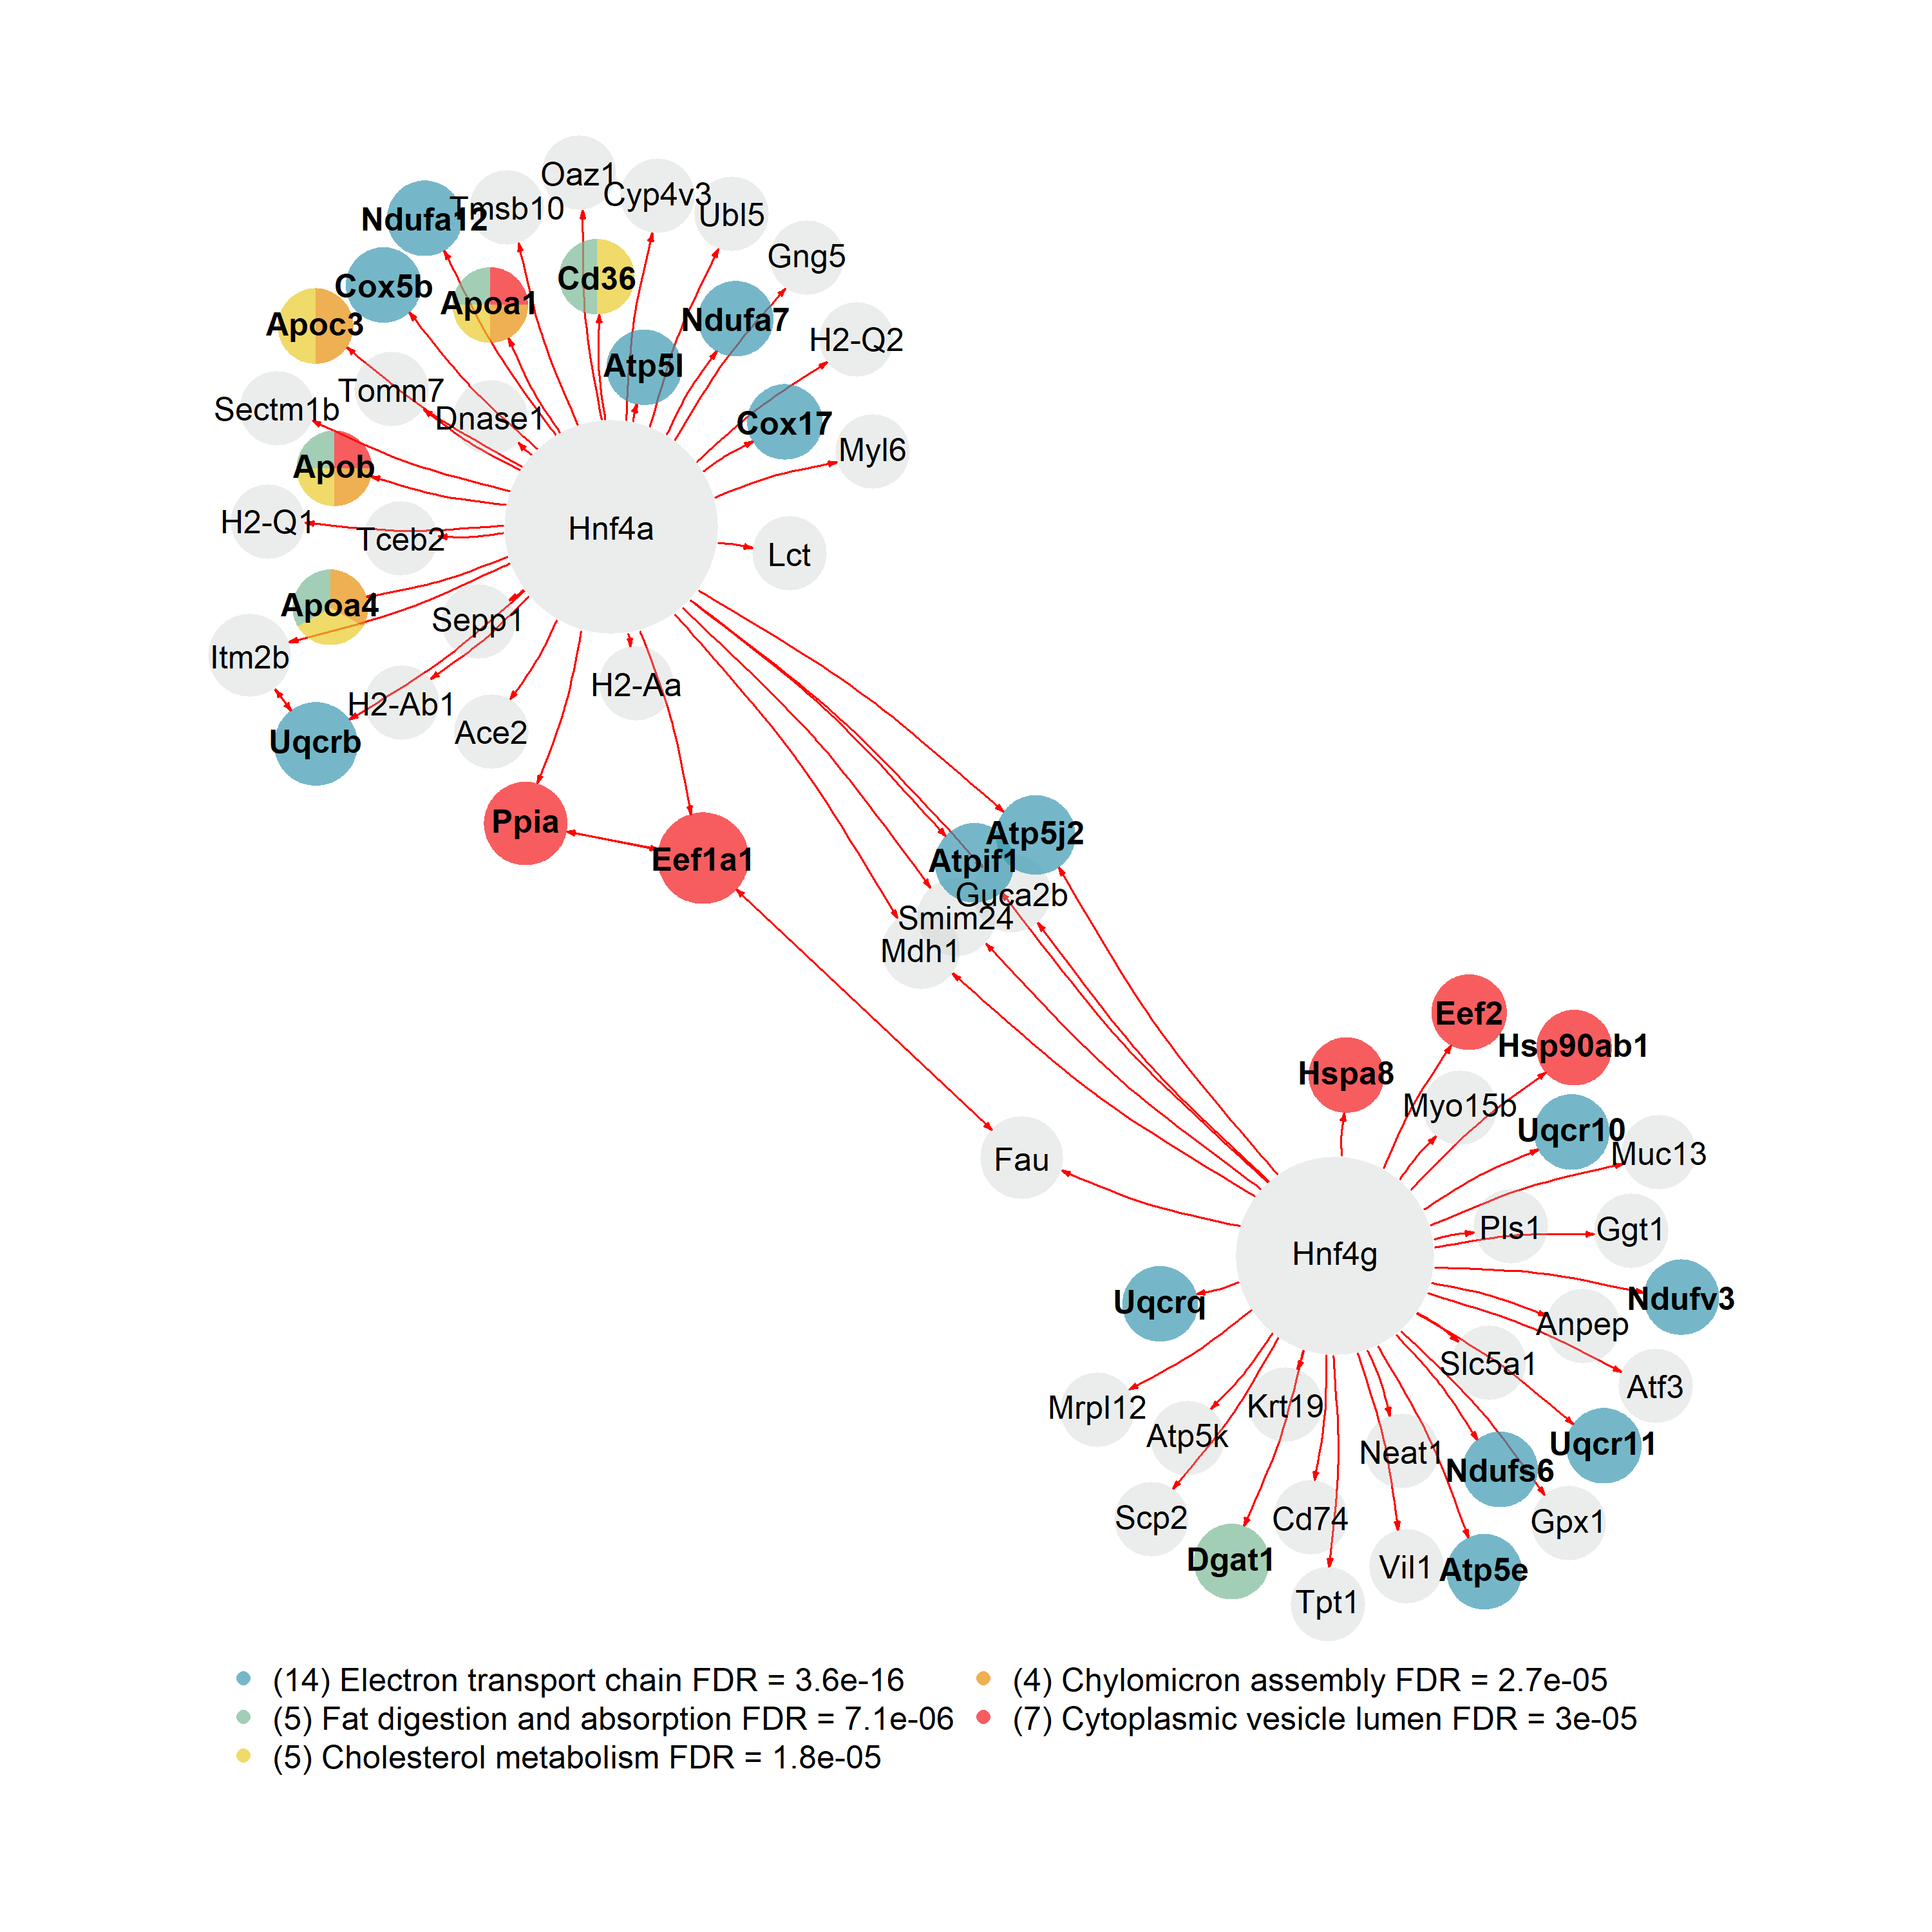 Oaz1
Cyp4v3
Tmsb10
Ubl5
Ndufa12
Gng5
Cd36
Cox5b
Apoa1
Ndufa7
Apoc3
H2-Q2
Atp5l
Tomm7
Sectm1b
Dnase1
Cox17
Myl6
Apob
H2-Q1
Hnf4a
Tceb2
Lct
Apoa4
Sepp1
Itm2b
H2-Aa
H2-Ab1
Ace2
Uqcrb
Ppia
Atp5j2
Eef1a1
Atpif1
Guca2b
Smim24
Mdh1
Eef2
Hsp90ab1
Hspa8
Myo15b
Uqcr10
Muc13
Fau
Pls1
Ggt1
Hnf4g
Uqcrq
Ndufv3
Anpep
Slc5a1
Atf3
Mrpl12
Krt19
Atp5k
Neat1
Uqcr11
Ndufs6
Scp2
Cd74
Gpx1
Dgat1
Vil1
Atp5e
Tpt1
(14) Electron transport chain FDR = 3.6e-16
(5) Fat digestion and absorption FDR = 7.1e-06
(5) Cholesterol metabolism FDR = 1.8e-05
(4) Chylomicron assembly FDR = 2.7e-05
(7) Cytoplasmic vesicle lumen FDR = 3e-05